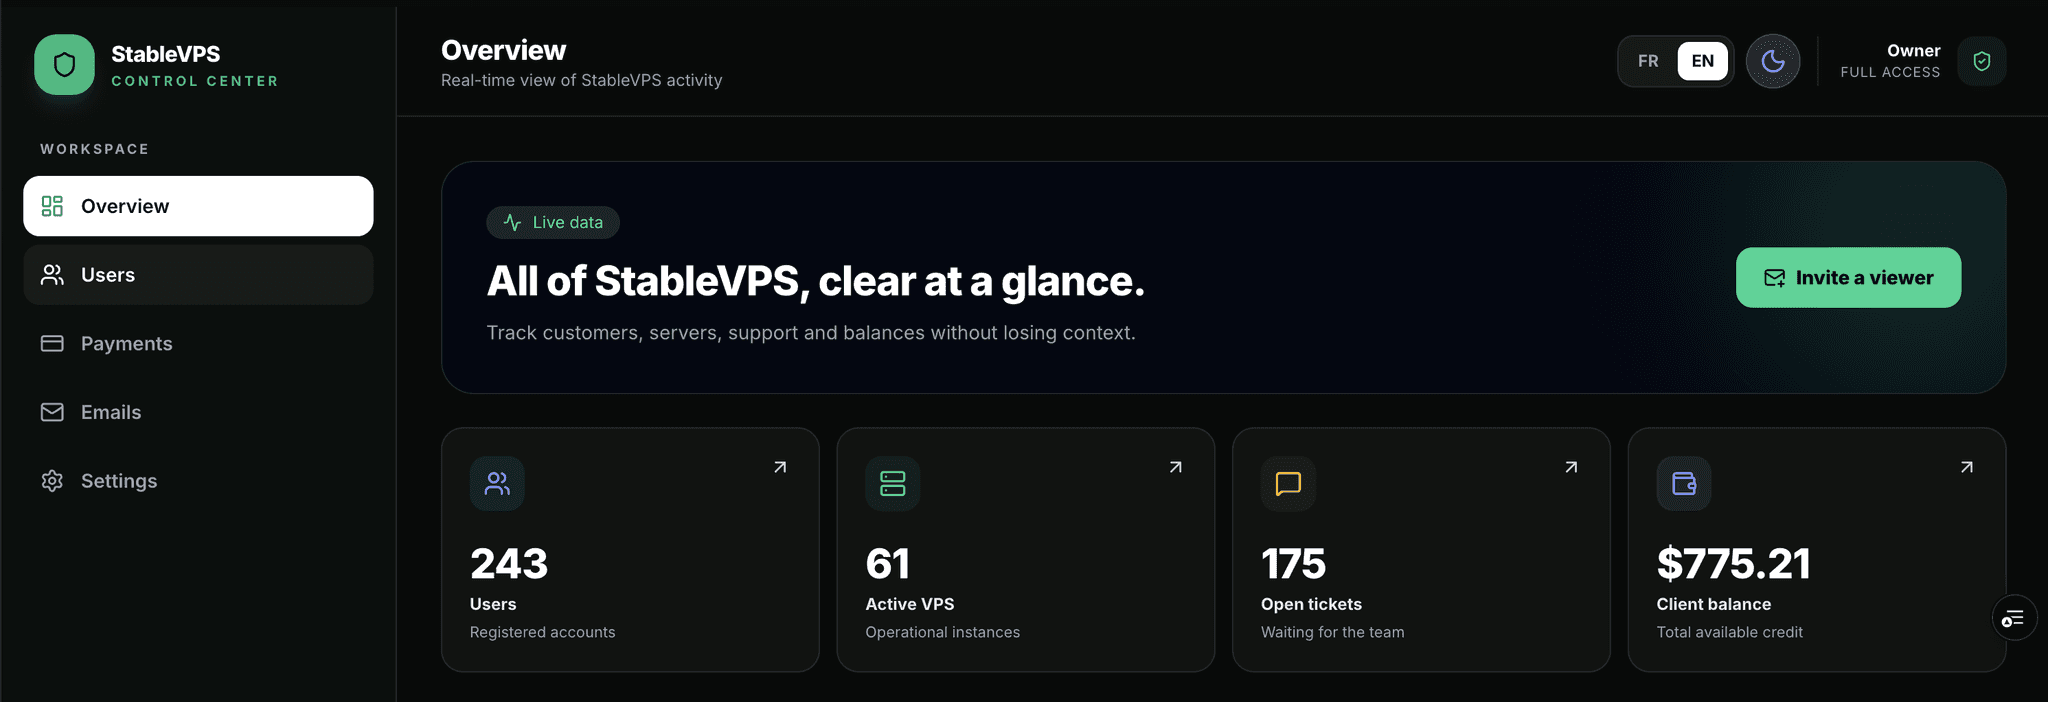 StableVPS
CONTROL CENTER
WORKSPACE
Overview
Users
Payments
Emails
Settings
Overview
Real-time view of StableVPS activity
FR
EN
Owner
FULL ACCESS
Live data
All of StableVPS, clear at a glance.
Track customers, servers, support and balances without losing context.
Invite a viewer
243
Users
Registered accounts
61
Active VPS
Operational instances
175
Open tickets
Waiting for the team
$775.21
Client balance
Total available credit